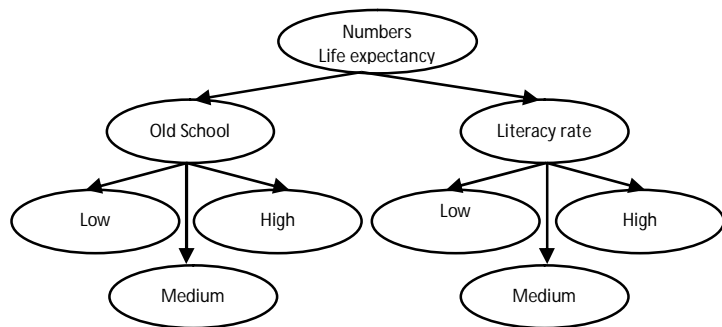 Numbers
Life expectancy
Old School
Literacy rate
Low
High
Low
High
Medium
Medium